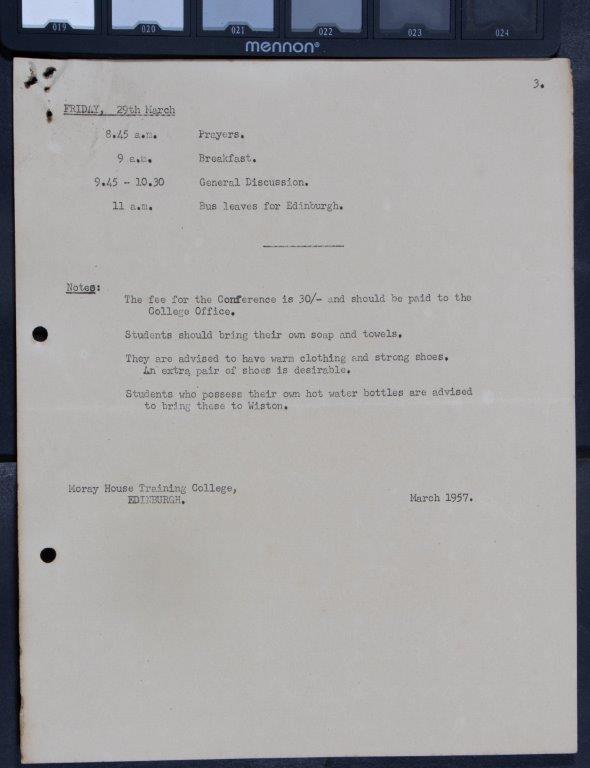 019 020 021 022 023 024
mennon®
3.
FRIDAY, 29th March
8.45 a.m. Prayers.
9 a.m. Breakfast.
9.45 - 10.30 General Discussion.
11 a.m. Bus leaves for Edinburgh.
Notes:
The fee for the Conference is 30/- and should be paid to the
College Office.
Students should bring their own soap and towels.
They are advised to have warm clothing and strong shoes.
An extra pair of shoes is desirable.
Students who possess their own hot water bottles are advised
to bring these to Wiston.
Moray House Training College,
EDINBURGH. March 1957.